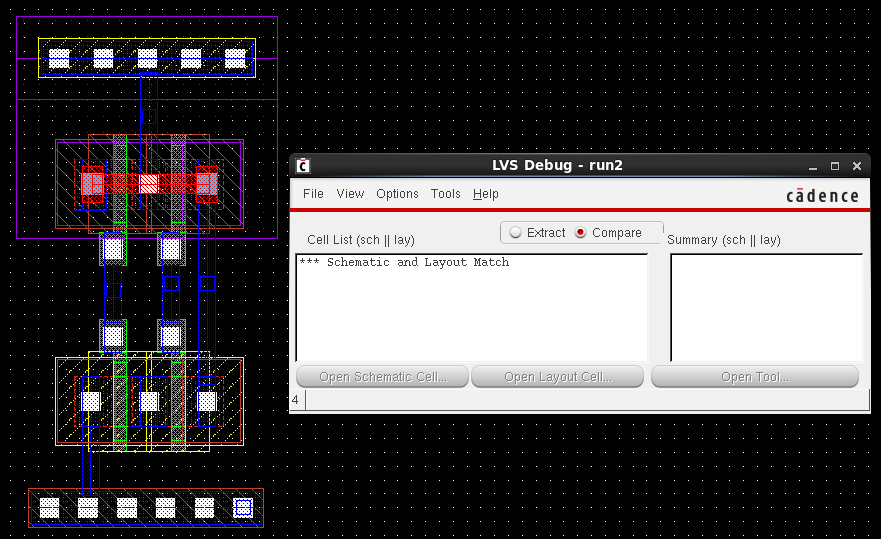 LVS Debug - run2
File View Options Tools Help
cādence
Extract Compare
Cell List (sch || lay) Summary (sch || lay)
*** Schematic and Layout Match
Open Schematic Cell... Open Layout Cell... Open Tool...
4